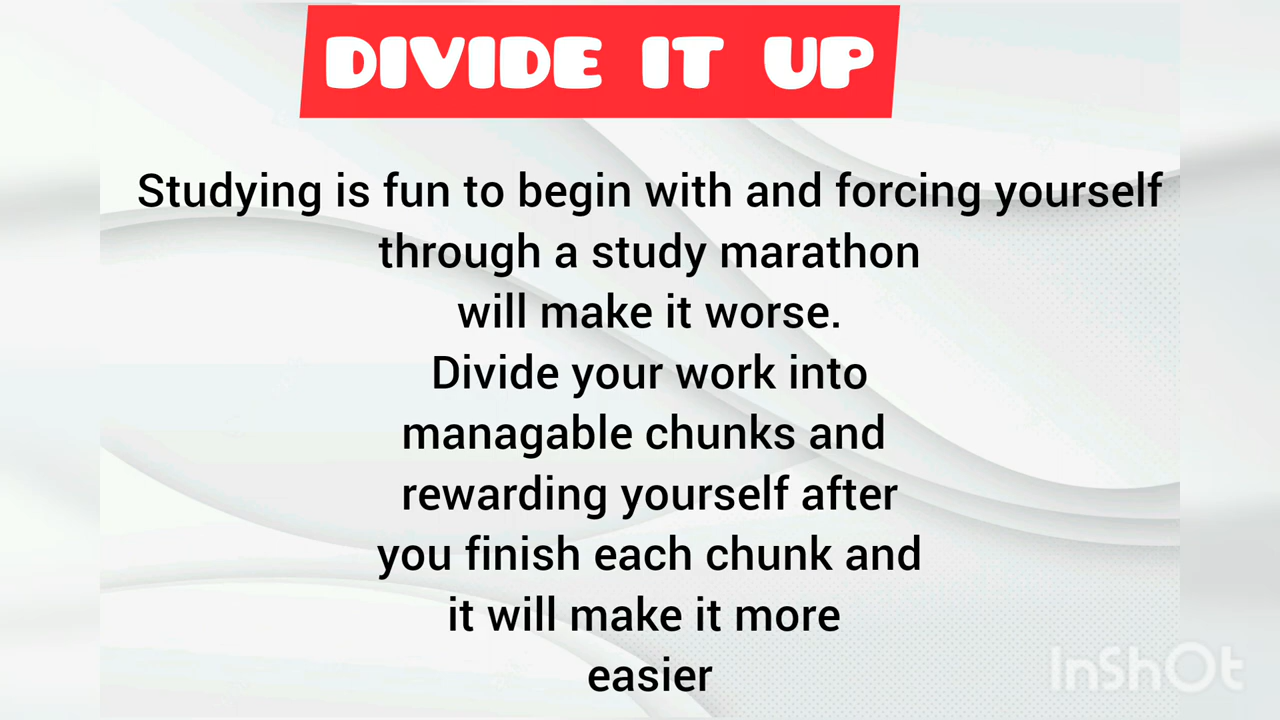 DIVIDE IT UP
Studying is fun to begin with and forcing yourself
through a study marathon
will make it worse.
Divide your work into
managable chunks and
rewarding yourself after
you finish each chunk and
it will make it more
easier
InShOt